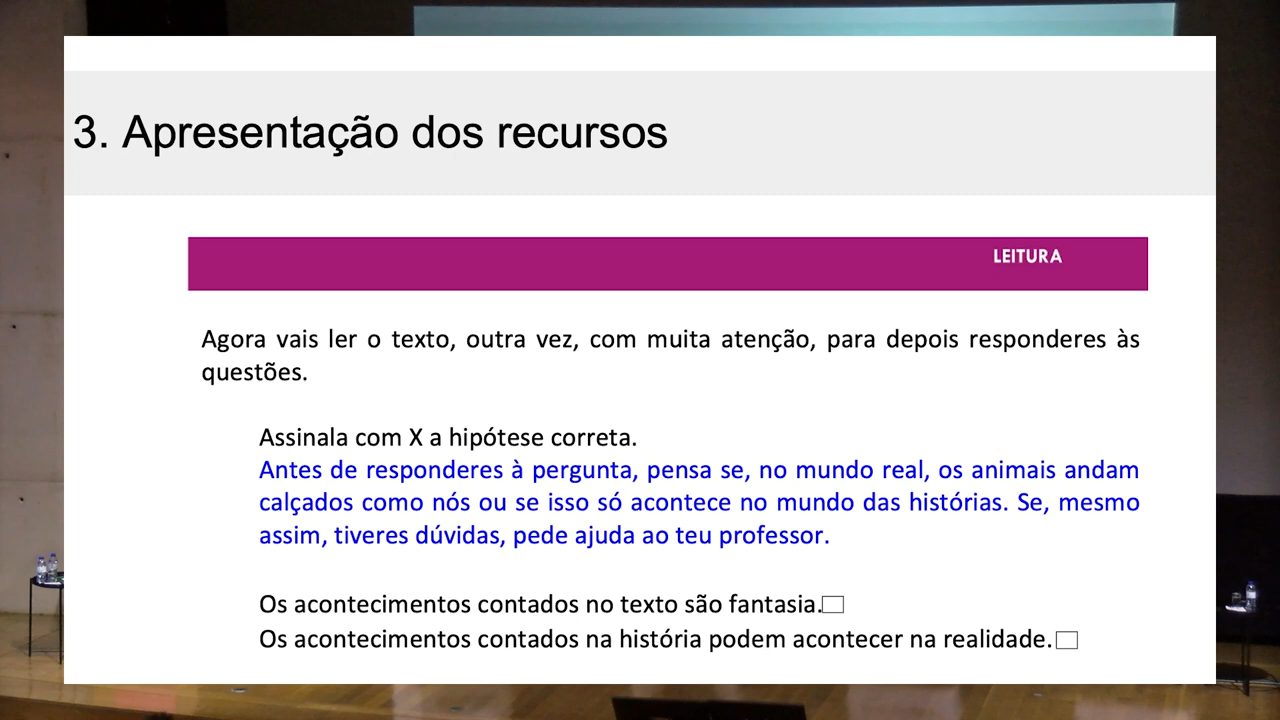 3. Apresentação dos recursos
LEITURA
Agora vais ler o texto, outra vez, com muita atenção, para depois responderes às
questões.
Assinala com X a hipótese correta.
Antes de responderes à pergunta, pensa se, no mundo real, os animais andam
calçados como nós ou se isso só acontece no mundo das histórias. Se, mesmo
assim, tiveres dúvidas, pede ajuda ao teu professor.
Os acontecimentos contados no texto são fantasia.
Os acontecimentos contados na história podem acontecer na realidade.